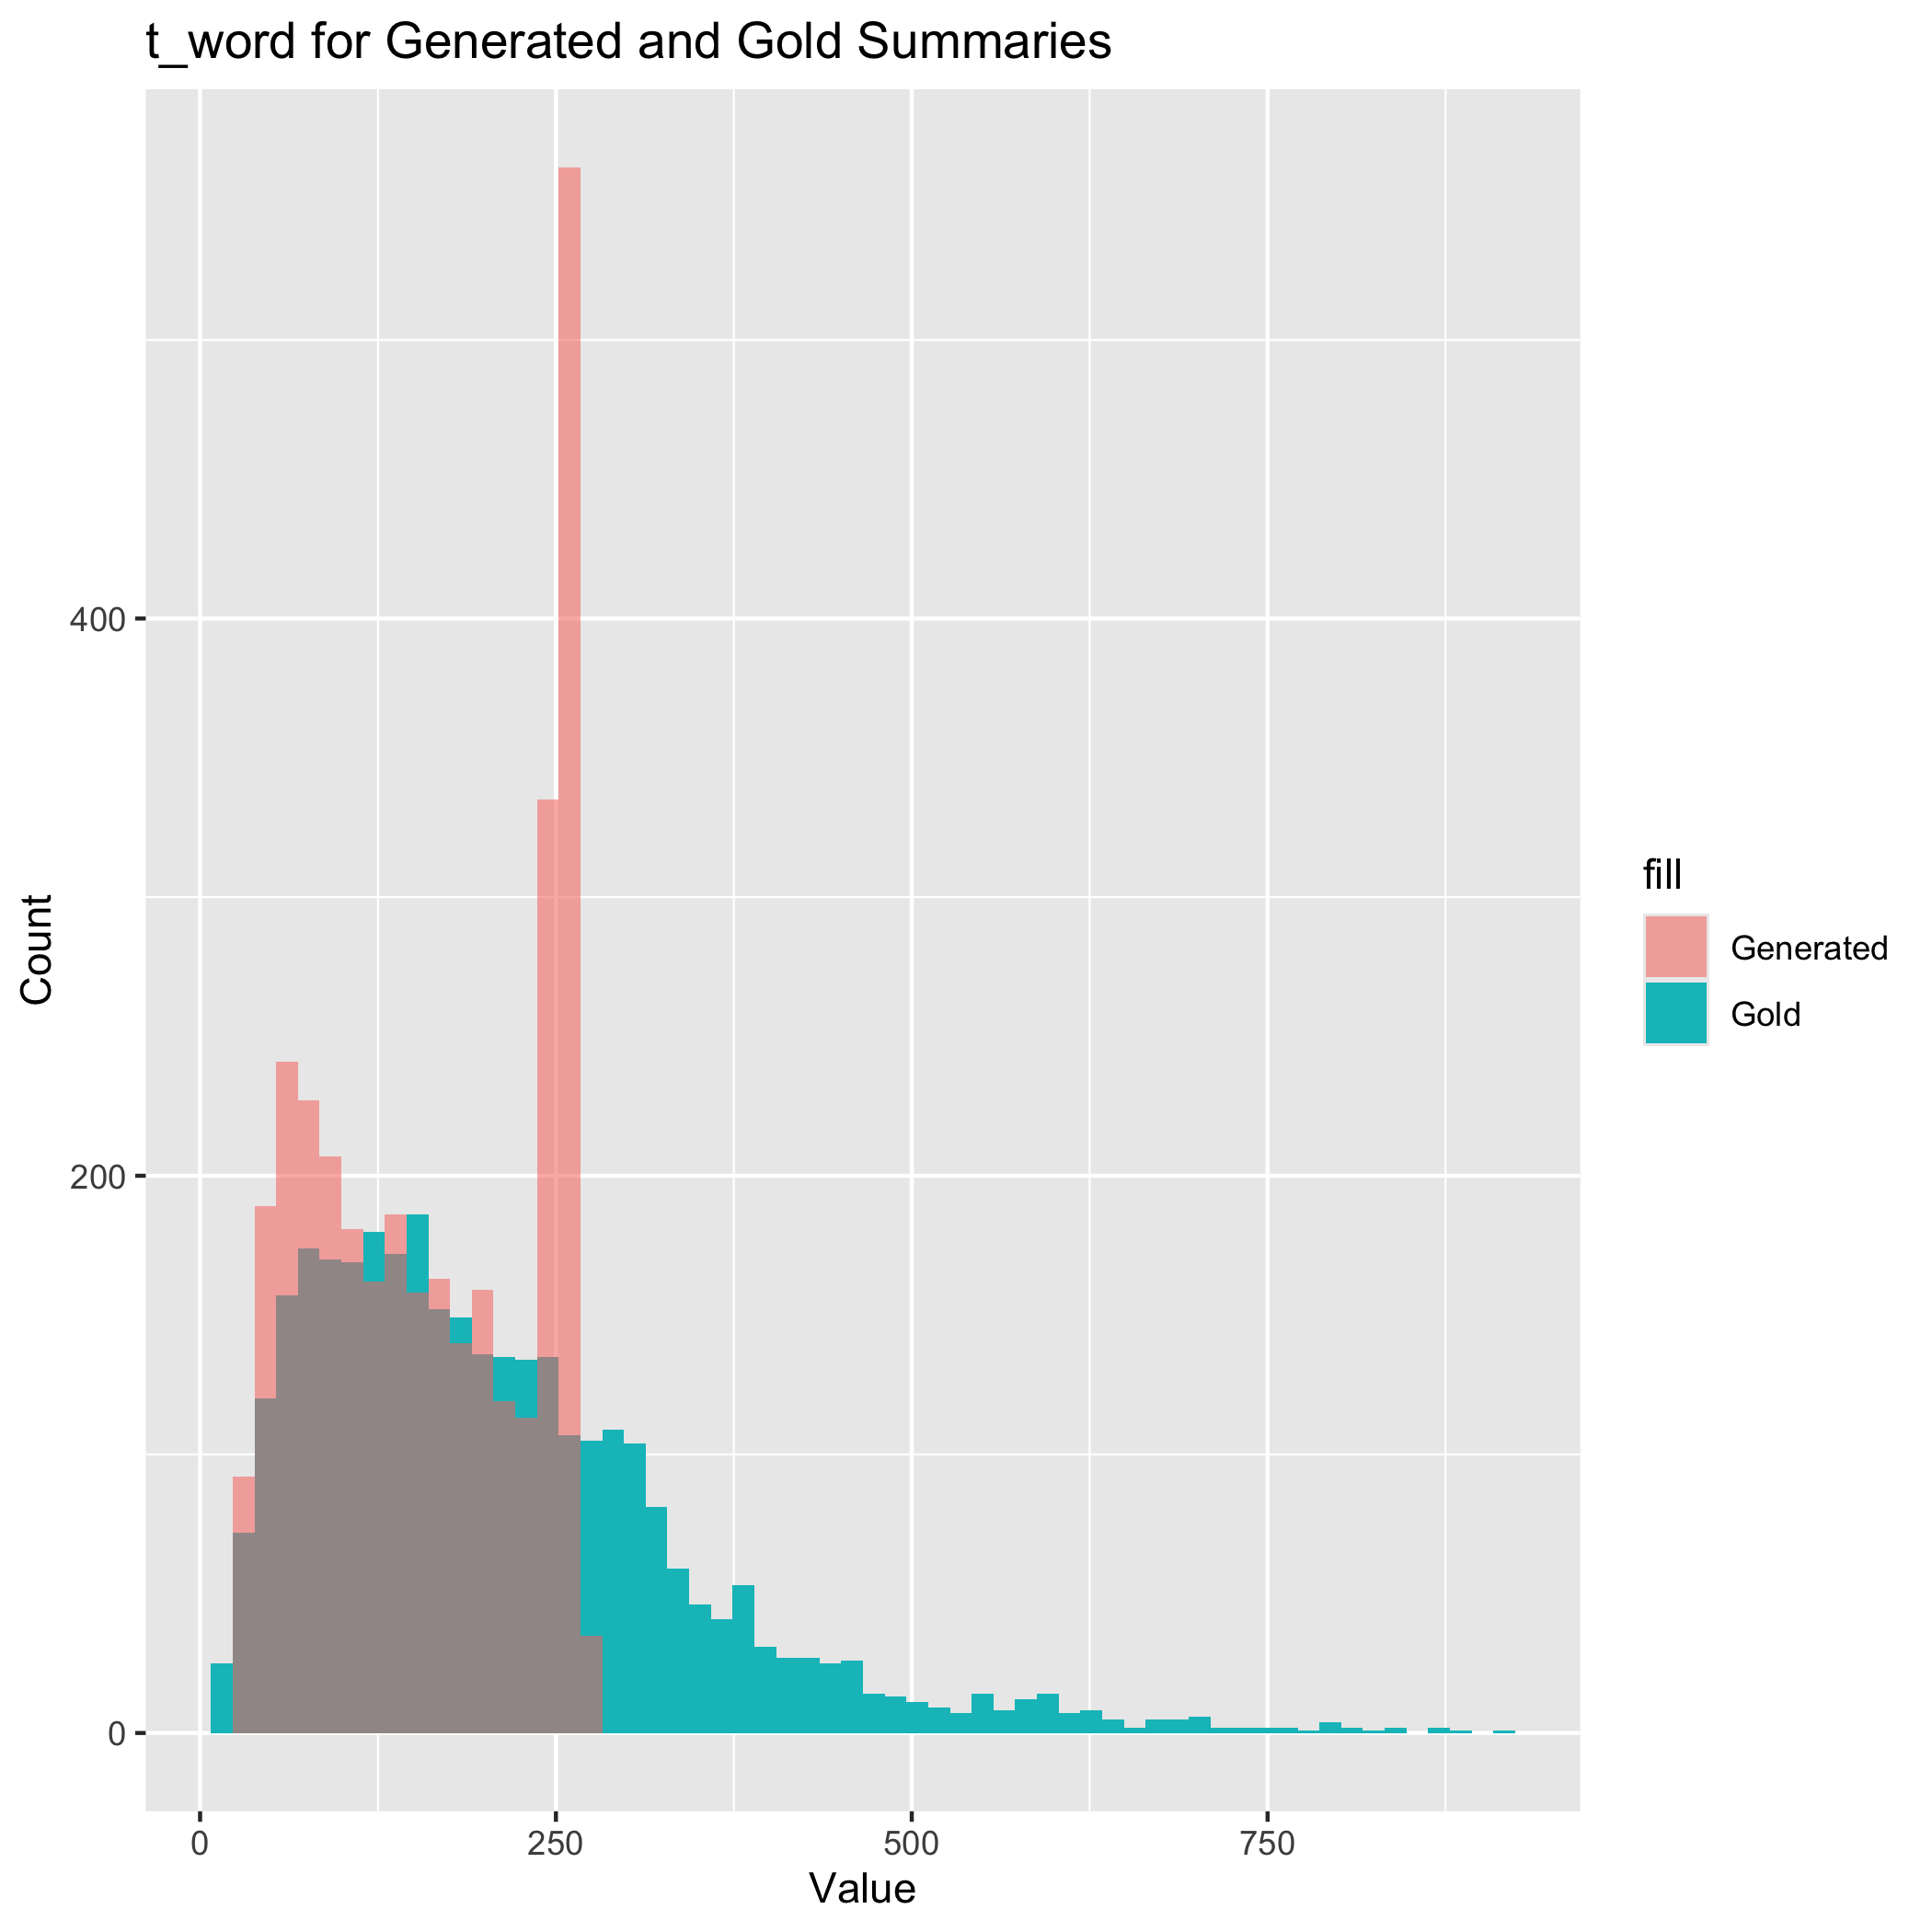 t_word for Generated and Gold Summaries
Count
400
200
0
0 250 500 750
Value
fill
Generated
Gold